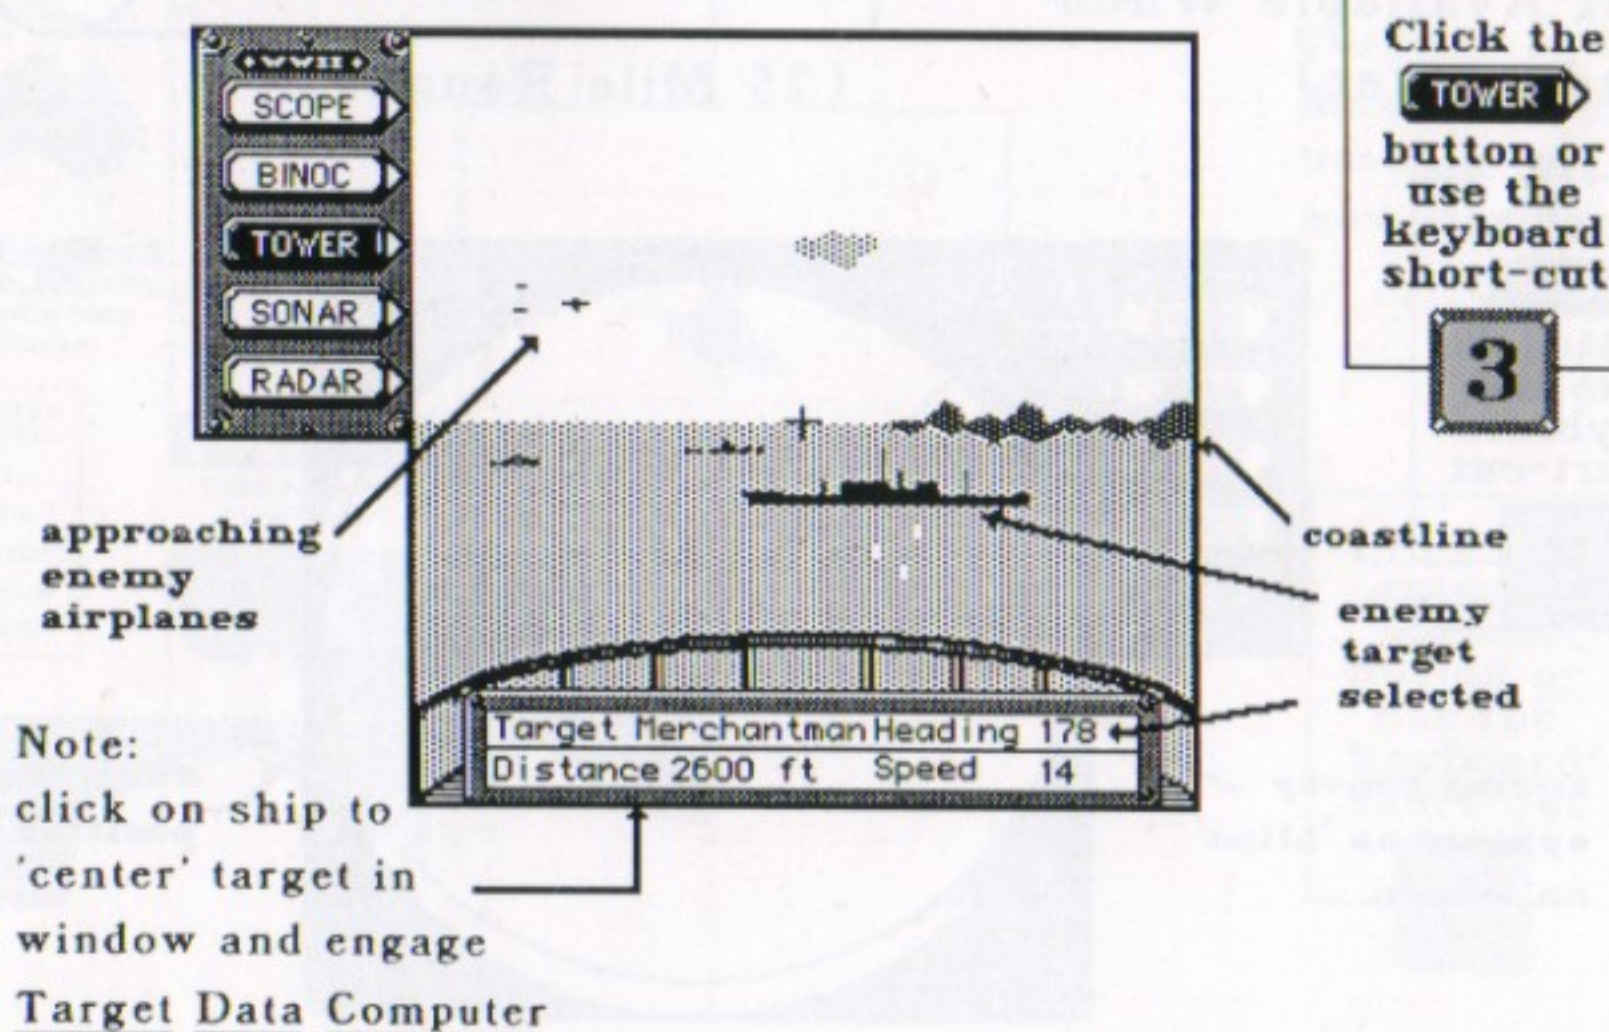 WWII
SCOPE
BINOC
TOWER
SONAR
RADAR
Click the
TOWER
button or
use the
keyboard
short-cut
3
approaching
enemy
airplanes
coastline
enemy
target
selected
Target Merchantman Heading 178
Distance 2600 ft Speed 14
Note:
click on ship to
'center' target in
window and engage
Target Data Computer